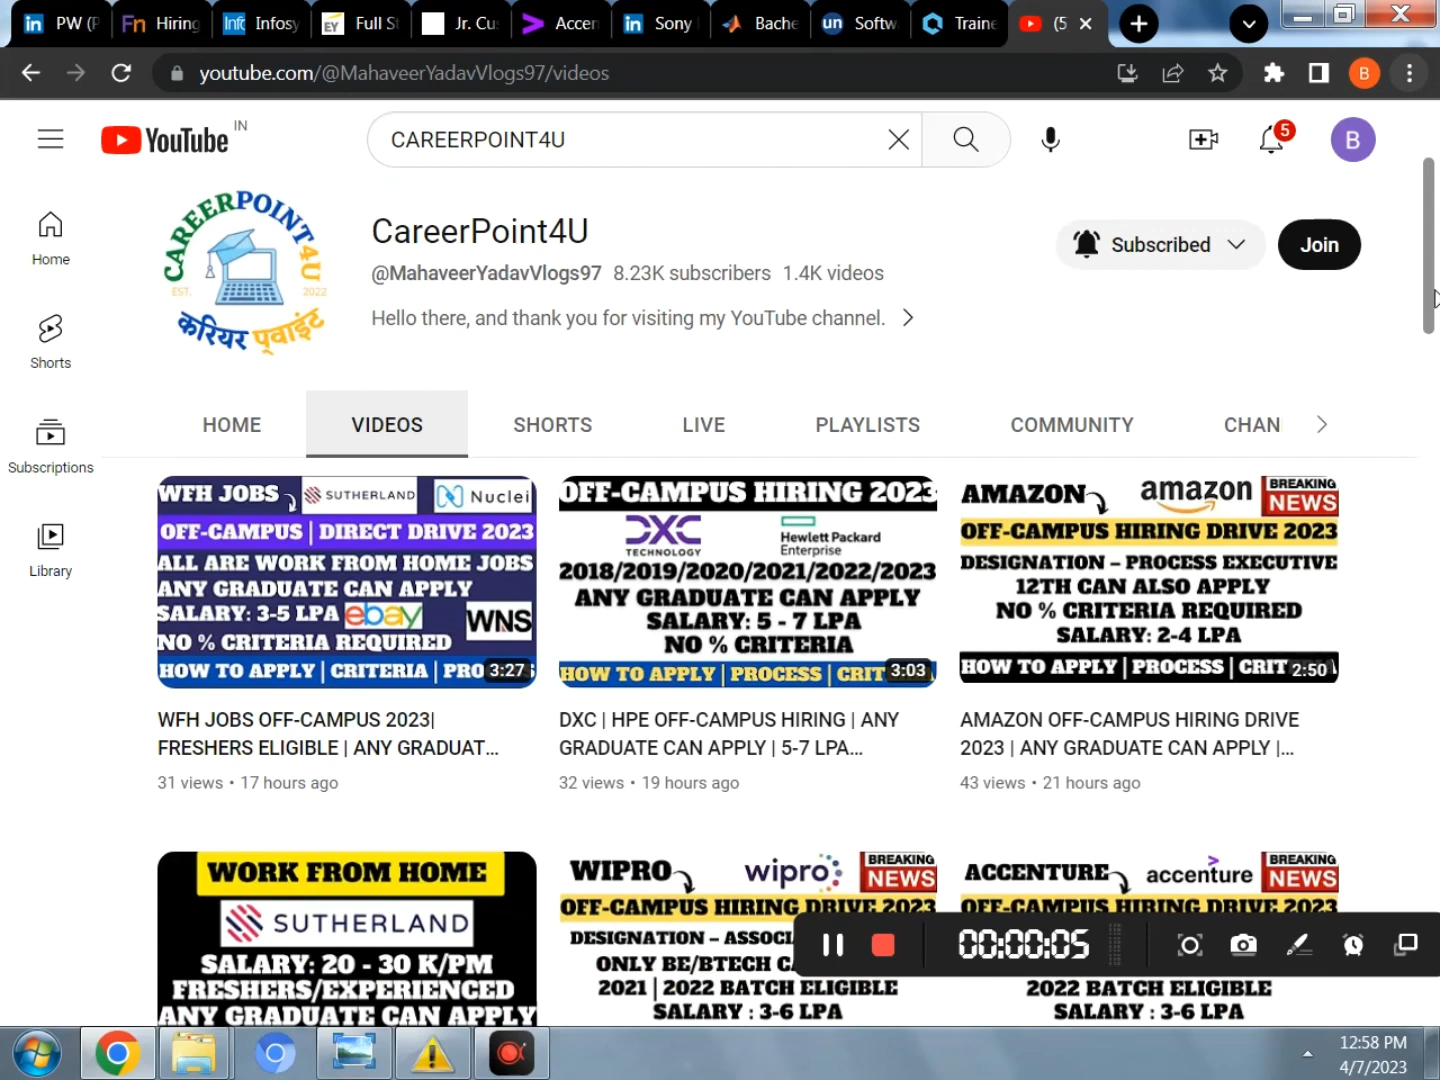 PW (P
Hiring
Infosy
Full St
Jr. Cus
Accen
Sony
Bache
Softw
Traine
(5
youtube.com/@MahaveerYadavVlogs97/videos
B
YouTube IN
CAREERPOINT4U
5
B
Home
Shorts
Subscriptions
Library
CAREERPOINT4U
EST. 2022
करियर प्वाइंट
CareerPoint4U
@MahaveerYadavVlogs97 8.23K subscribers 1.4K videos
Hello there, and thank you for visiting my YouTube channel.
Subscribed
Join
HOME
VIDEOS
SHORTS
LIVE
PLAYLISTS
COMMUNITY
CHAN
WFH JOBS SUTHERLAND Nuclei
OFF-CAMPUS | DIRECT DRIVE 2023
ALL ARE WORK FROM HOME JOBS
ANY GRADUATE CAN APPLY
SALARY: 3-5 LPA ebay WNS
NO % CRITERIA REQUIRED
HOW TO APPLY | CRITERIA | PRO
3:27
WFH JOBS OFF-CAMPUS 2023|
FRESHERS ELIGIBLE | ANY GRADUAT...
31 views • 17 hours ago
OFF-CAMPUS HIRING 2023
DXC TECHNOLOGY
Hewlett Packard
Enterprise
2018/2019/2020/2021/2022/2023
ANY GRADUATE CAN APPLY
SALARY: 5 - 7 LPA
NO % CRITERIA
HOW TO APPLY | PROCESS | CRIT
3:03
DXC | HPE OFF-CAMPUS HIRING | ANY
GRADUATE CAN APPLY | 5-7 LPA...
32 views • 19 hours ago
AMAZON amazon BREAKING NEWS
OFF-CAMPUS HIRING DRIVE 2023
DESIGNATION – PROCESS EXECUTIVE
12TH CAN ALSO APPLY
NO % CRITERIA REQUIRED
SALARY: 2-4 LPA
HOW TO APPLY | PROCESS | CRIT
2:50
AMAZON OFF-CAMPUS HIRING DRIVE
2023 | ANY GRADUATE CAN APPLY |...
43 views • 21 hours ago
WORK FROM HOME
SUTHERLAND
SALARY: 20 - 30 K/PM
FRESHERS/EXPERIENCED
ANY GRADUATE CAN APPLY
WIPRO wipro BREAKING NEWS
OFF-CAMPUS HIRING DRIVE 2023
DESIGNATION – ASSOCI
ONLY BE/BTECH C
2021 | 2022 BATCH ELIGIBLE
SALARY : 3-6 LPA
ACCENTURE accenture BREAKING NEWS
OFF-CAMPUS HIRING DRIVE 2023
2022 BATCH ELIGIBLE
SALARY : 3-6 LPA
00:00:05
12:58 PM
4/7/2023